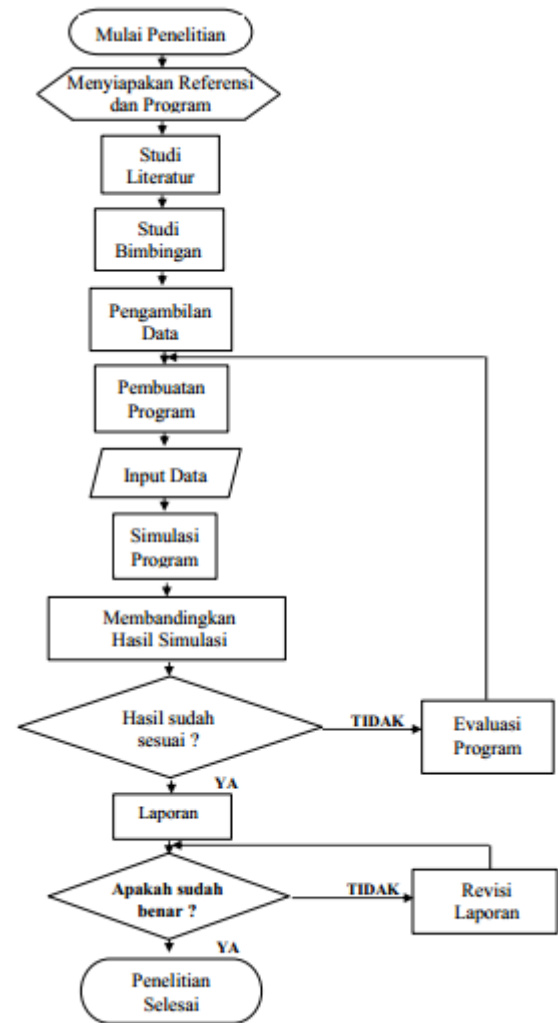 Mulai Penelitian
Menyiapakan Referensi
dan Program
Studi
Literatur
Studi
Bimbingan
Pengambilan
Data
Pembuatan
Program
Input Data
Simulasi
Program
Membandingkan
Hasil Simulasi
Hasil sudah
sesuai ?
TIDAK
Evaluasi
Program
YA
Laporan
Apakah sudah
benar ?
TIDAK
Revisi
Laporan
YA
Penelitian
Selesai